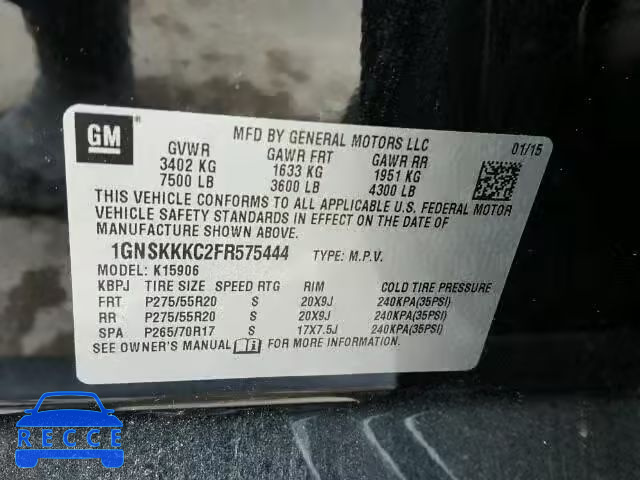 GM
MFD BY GENERAL MOTORS LLC
01/15
GVWR GAWR FRT GAWR RR
3402 KG 1633 KG 1951 KG
7500 LB 3600 LB 4300 LB
THIS VEHICLE CONFORMS TO ALL APPLICABLE U.S. FEDERAL MOTOR
VEHICLE SAFETY STANDARDS IN EFFECT ON THE DATE OF
MANUFACTURE SHOWN ABOVE.
1GNSKKKC2FR575444 TYPE: M.P.V.
MODEL: K15906
KBPJ TIRE SIZE SPEED RTG RIM COLD TIRE PRESSURE
FRT P275/55R20 S 20X9J 240KPA(35PSI)
RR P275/55R20 S 20X9J 240KPA(35PSI)
SPA P265/70R17 S 17X7.5J 240KPA(35PSI)
SEE OWNER'S MANUAL FOR MORE INFORMATION.
RECCE